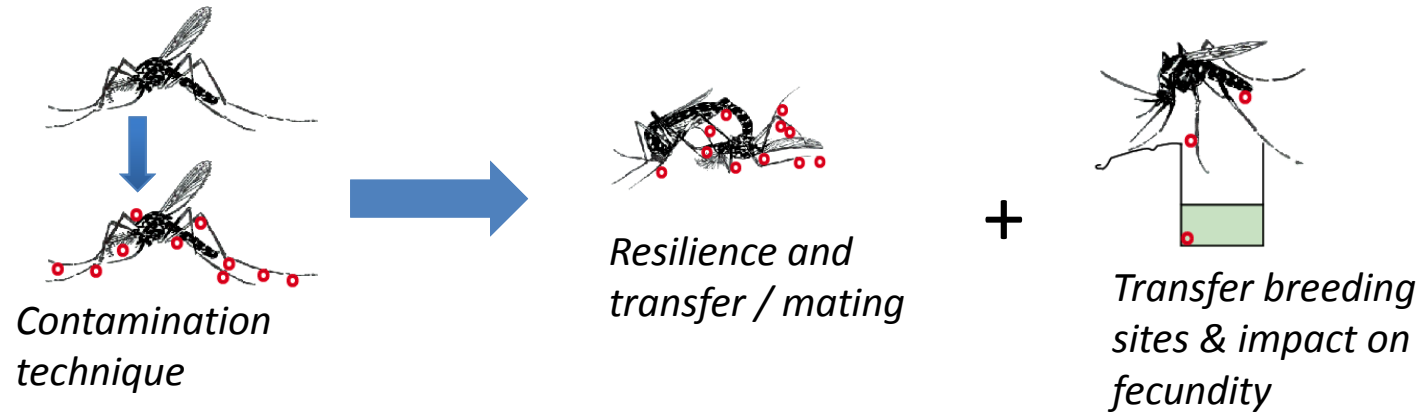 Contamination
technique
Resilience and
transfer / mating
+
Transfer breeding
sites & impact on
fecundity